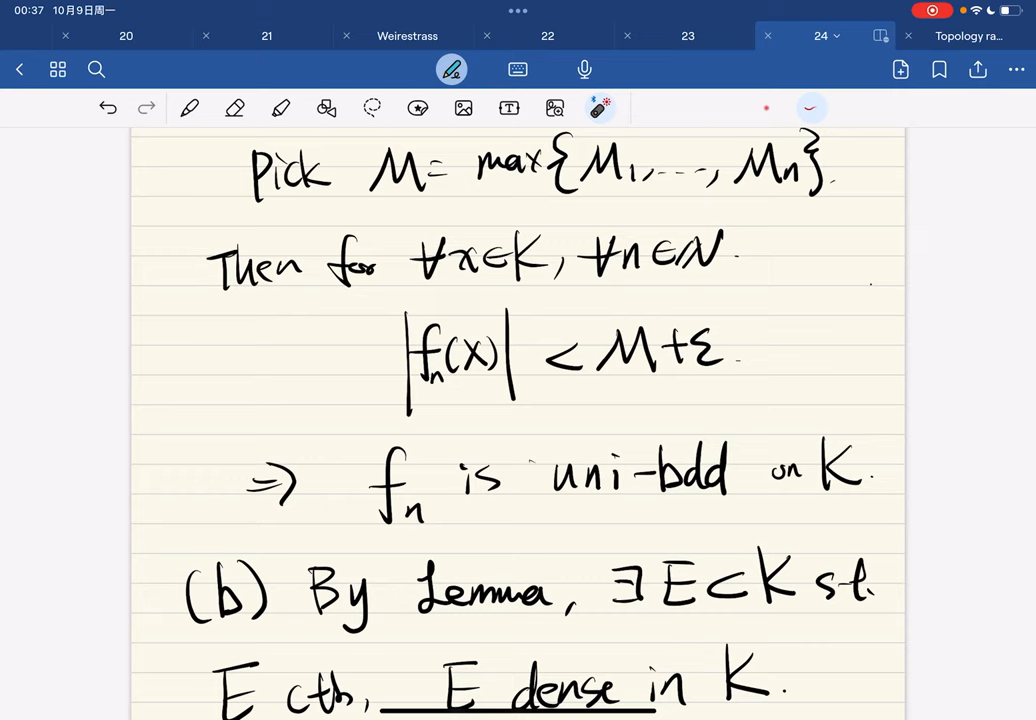 00:37 10月9日周一
20 21 Weirestrass 22 23 24 Topology ra...
Pick M = max{M₁, ..., Mₙ}.
Then for ∀x∈K, ∀n∈N.
|fₙ(x)| < M+ε.
⇒ fₙ is uni-bdd on K.
(b) By Lemma, ∃ E⊂K s.t.
E ctb, E dense in K.